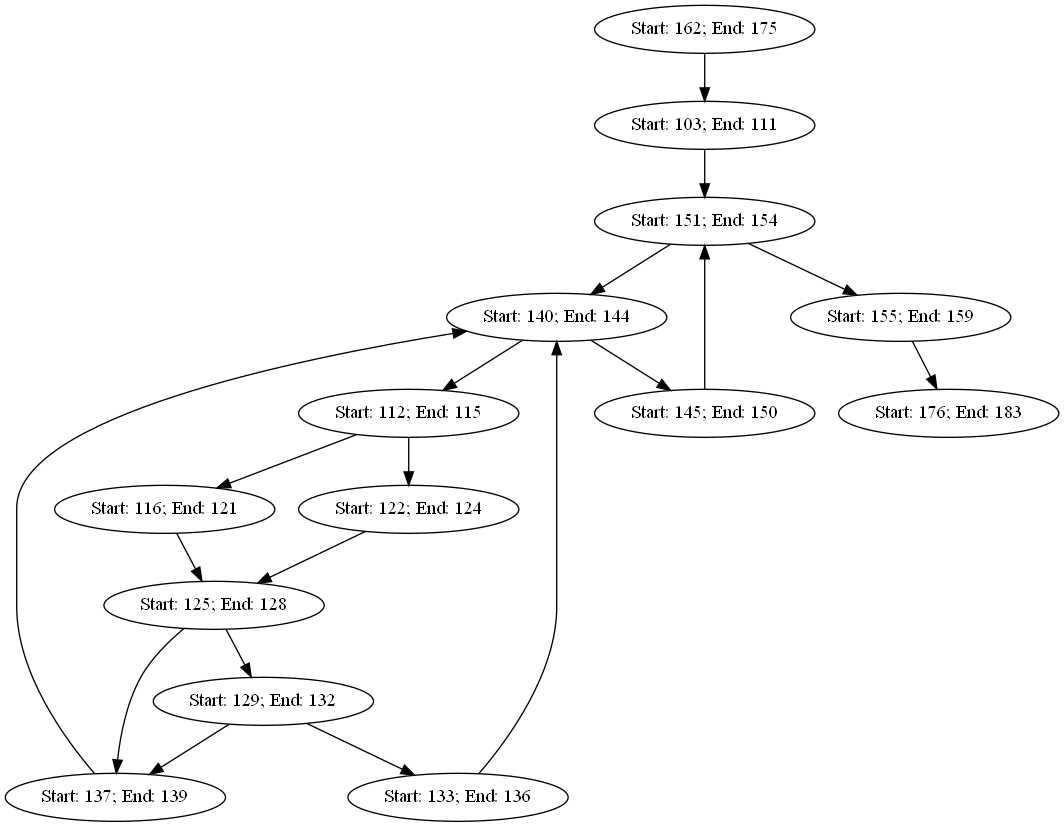 Start: 162; End: 175
Start: 103; End: 111
Start: 151; End: 154
Start: 140; End: 144
Start: 155; End: 159
Start: 112; End: 115
Start: 145; End: 150
Start: 176; End: 183
Start: 116; End: 121
Start: 122; End: 124
Start: 125; End: 128
Start: 129; End: 132
Start: 137; End: 139
Start: 133; End: 136